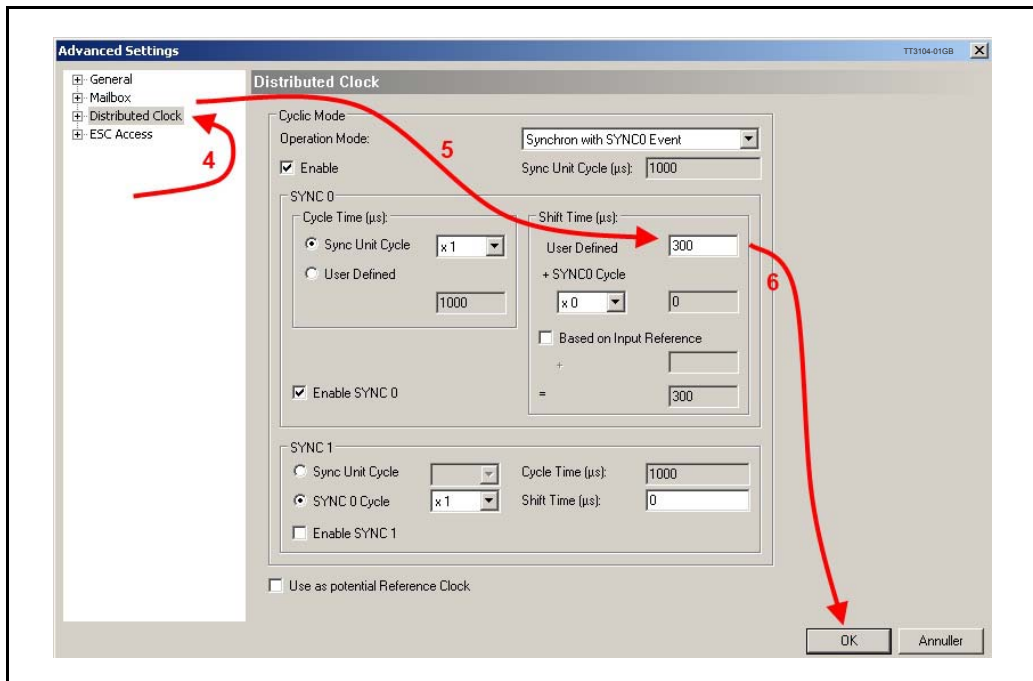 Advanced Settings
TT3104-01GB
General
Mailbox
Distributed Clock
ESC Access
4
Distributed Clock
Cyclic Mode
Operation Mode:
Synchron with SYNC0 Event
5
Enable
Sync Unit Cycle (µs):
1000
SYNC 0
Cycle Time (µs):
Sync Unit Cycle
x 1
User Defined
1000
Enable SYNC 0
Shift Time (µs):
User Defined
300
+ SYNC0 Cycle
x 0
0
Based on Input Reference
+
=
300
6
SYNC 1
Sync Unit Cycle
Cycle Time (µs):
1000
SYNC 0 Cycle
x 1
Shift Time (µs):
0
Enable SYNC 1
Use as potential Reference Clock
OK
Annuller